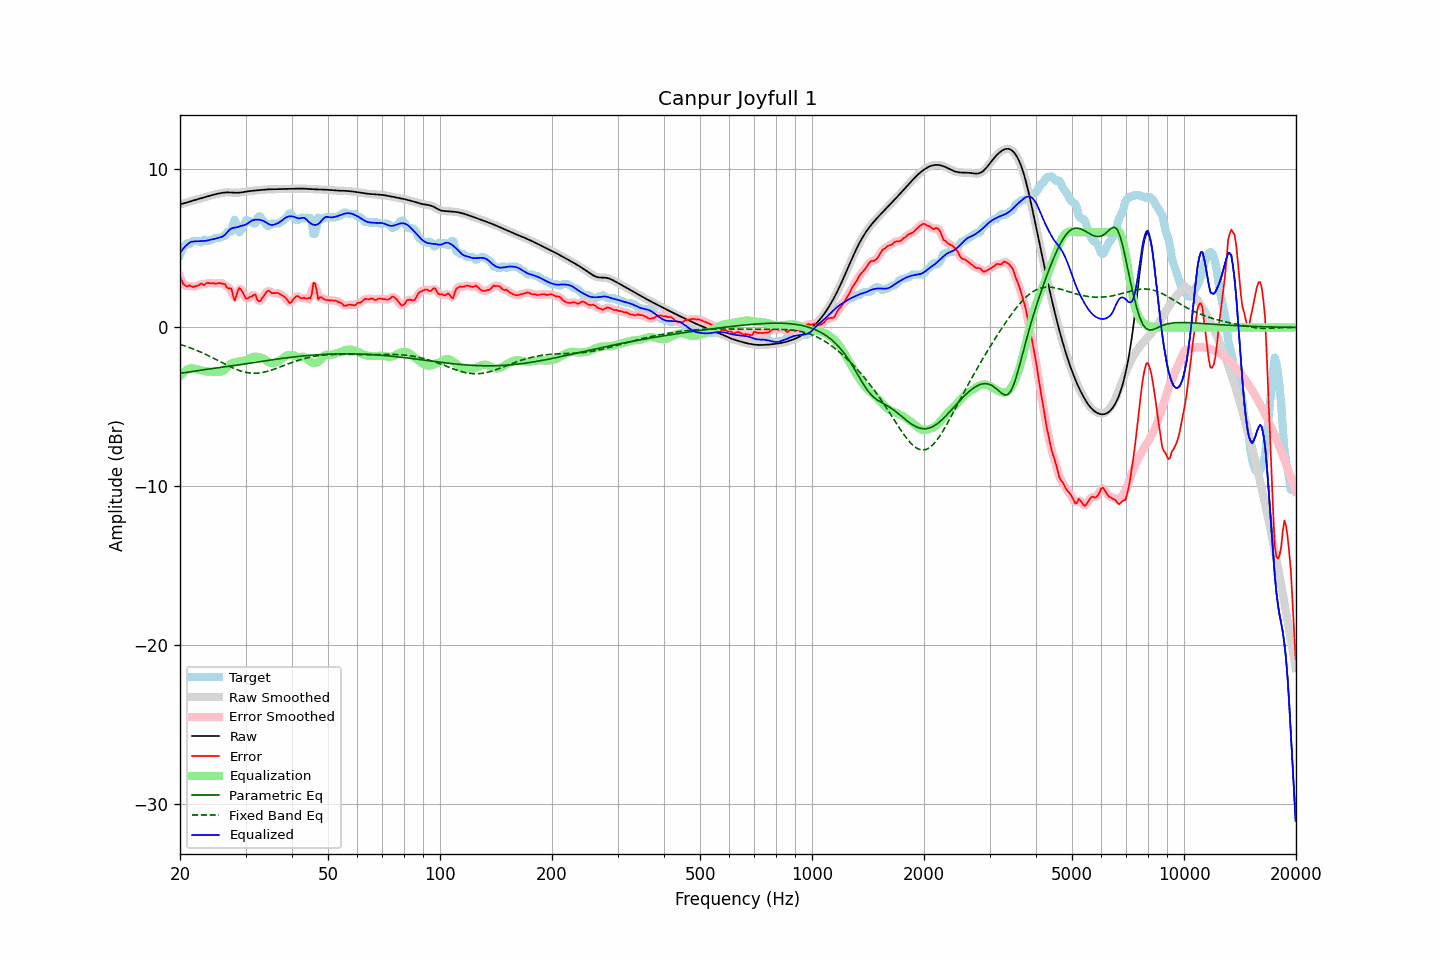 Canpur Joyfull 1
10
0
−10
−20
−30
Amplitude (dBr)
Target
Raw Smoothed
Error Smoothed
Raw
Error
Equalization
Parametric Eq
Fixed Band Eq
Equalized
20 50 100 200 500 1000 2000 5000 10000 20000
Frequency (Hz)